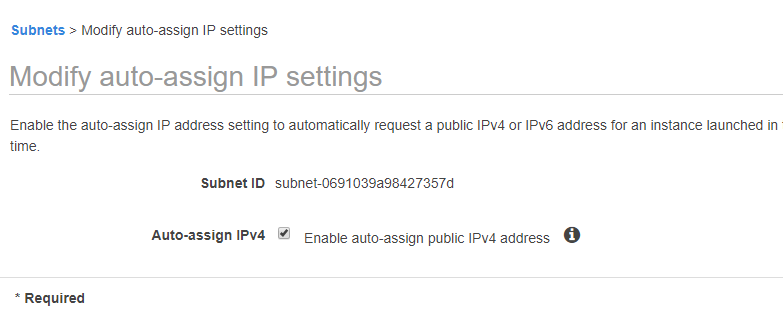 Subnets > Modify auto-assign IP settings
Modify auto-assign IP settings
Enable the auto-assign IP address setting to automatically request a public IPv4 or IPv6 address for an instance launched in
time.
Subnet ID subnet-0691039a98427357d
Auto-assign IPv4 Enable auto-assign public IPv4 address
* Required